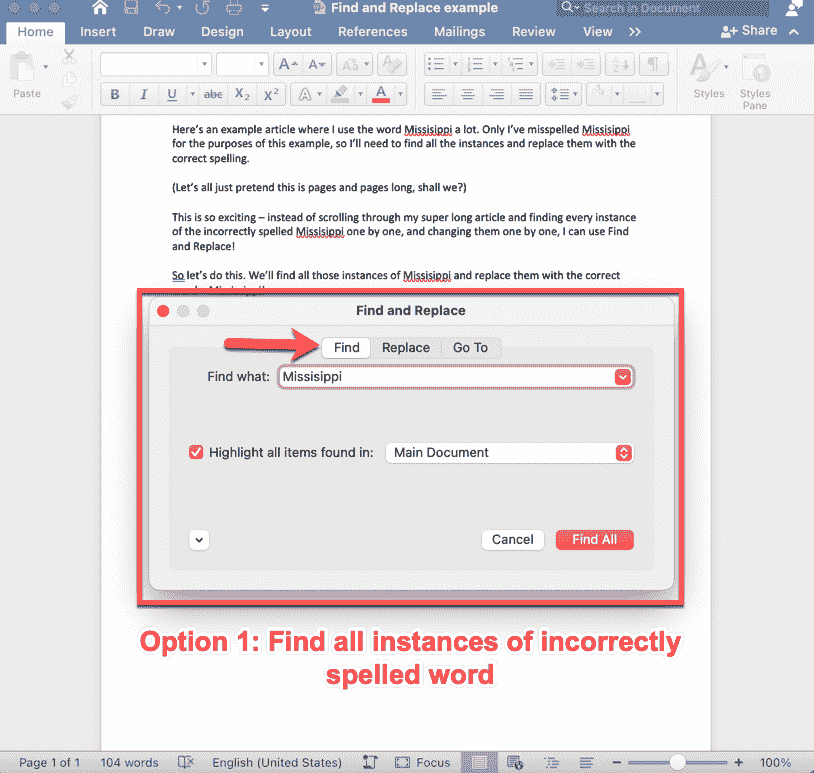 Find and Replace example
Search in Document
Home Insert Draw Design Layout References Mailings Review View >> Share
Paste
B I U abc X₂ X² A A
Styles Styles Pane
Here's an example article where I use the word Missisippi a lot. Only I've misspelled Missisippi
for the purposes of this example, so I'll need to find all the instances and replace them with the
correct spelling.
(Let's all just pretend this is pages and pages long, shall we?)
This is so exciting – instead of scrolling through my super long article and finding every instance
of the incorrectly spelled Missisippi one by one, and changing them one by one, I can use Find
and Replace!
So let's do this. We'll find all those instances of Missisippi and replace them with the correct
Find and Replace
Find Replace Go To
Find what: Missisippi
Highlight all items found in: Main Document
Cancel Find All
Option 1: Find all instances of incorrectly
spelled word
Page 1 of 1 104 words English (United States) Focus 100%